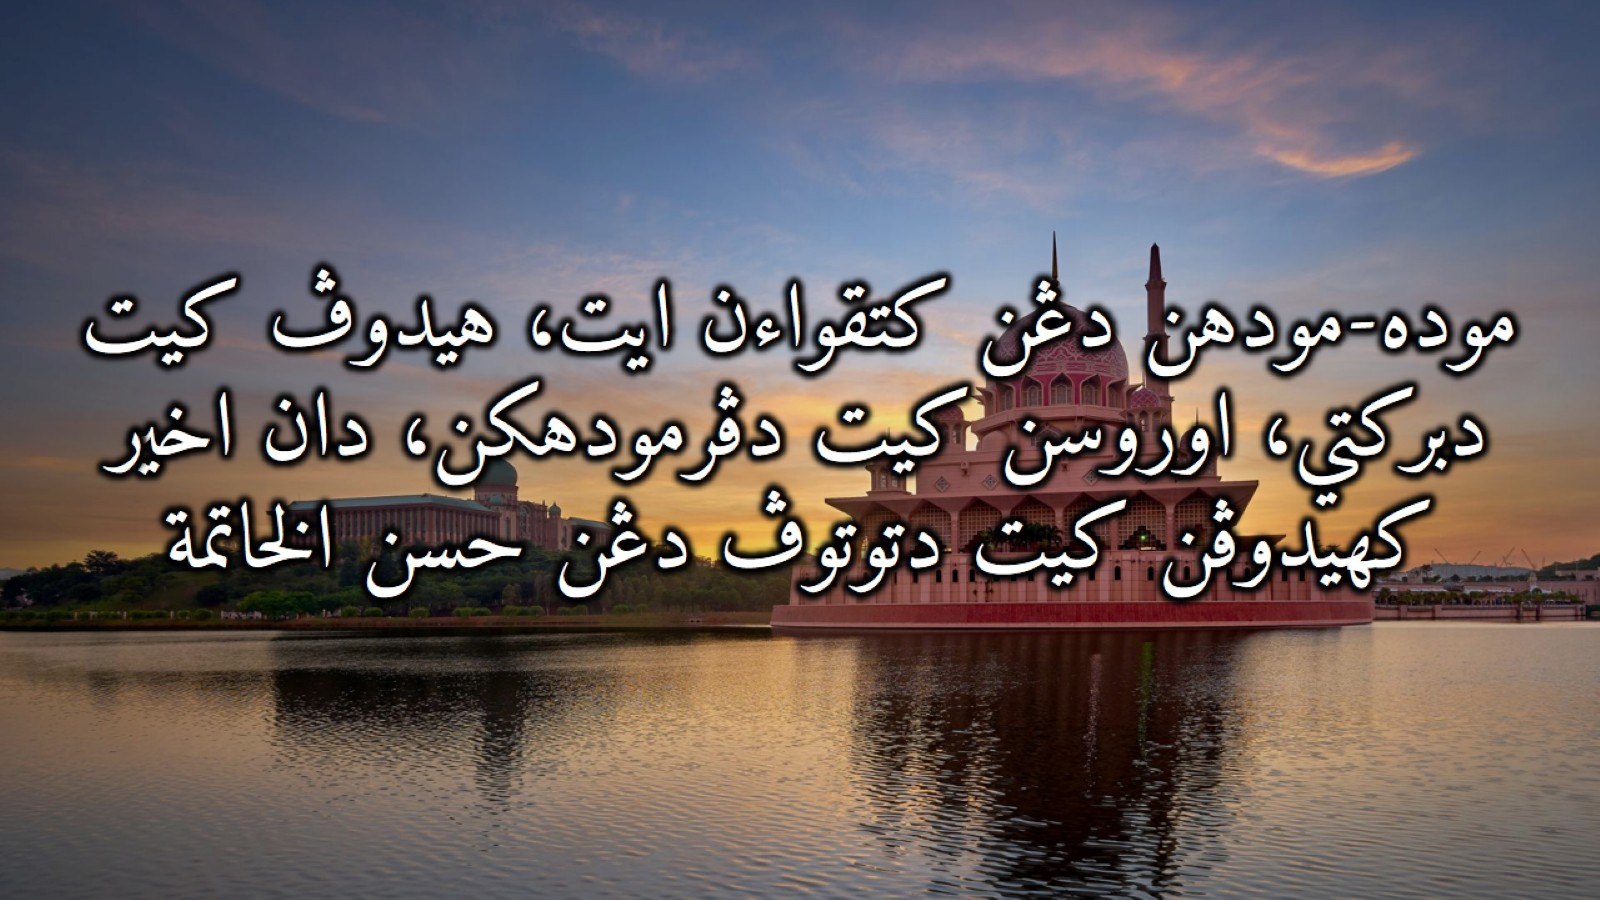 موده-مودهن دڠن كتقواءن ايت، هيدوڤ كيت
دبركتي، اوروسن كيت دڤرمودهكن، دان اخير
كهيدوڤن كيت دتوتوڤ دڠن حسن الخاتمة